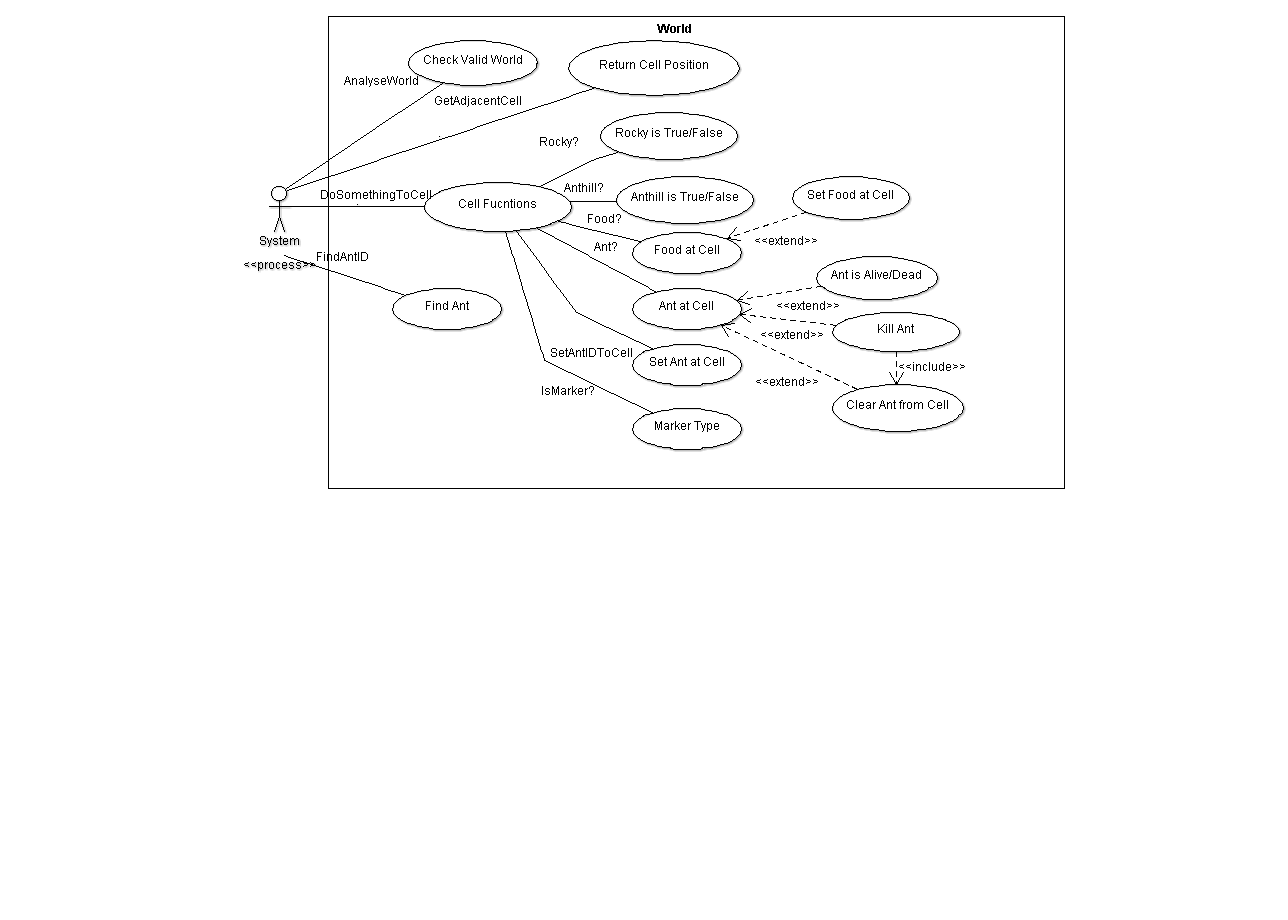 World
Check Valid World
Return Cell Position
AnalyseWorld
GetAdjacentCell
Rocky is True/False
Rocky?
Anthill?
DoSomethingToCell
Cell Fucntions
Anthill is True/False
Set Food at Cell
Food?
System
Ant?
Food at Cell
<<extend>>
<<process>>
FindAntID
Ant is Alive/Dead
Find Ant
Ant at Cell
<<extend>>
<<extend>>
Kill Ant
SetAntIDToCell
Set Ant at Cell
<<include>>
<<extend>>
IsMarker?
Clear Ant from Cell
Marker Type